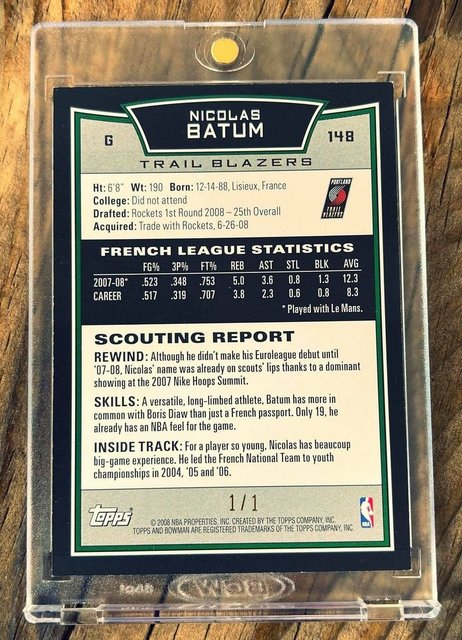 NICOLAS
BATUM
G
148
TRAIL BLAZERS
Ht: 6'8" Wt: 190 Born: 12-14-88, Lisieux, France
College: Did not attend
Drafted: Rockets 1st Round 2008 – 25th Overall
Acquired: Trade with Rockets, 6-26-08
PORTLAND
TRAIL
BLAZERS
FRENCH LEAGUE STATISTICS
FG% 3P% FT% REB AST STL BLK AVG
2007-08* .523 .348 .753 5.0 3.6 0.8 1.3 12.3
CAREER .517 .319 .707 3.8 2.3 0.6 0.8 8.3
* Played with Le Mans.
SCOUTING REPORT
REWIND: Although he didn't make his Euroleague debut until
'07-08, Nicolas' name was already on scouts' lips thanks to a dominant
showing at the 2007 Nike Hoops Summit.
SKILLS: A versatile, long-limbed athlete, Batum has more in
common with Boris Diaw than just a French passport. Only 19, he
already has an NBA feel for the game.
INSIDE TRACK: For a player so young, Nicolas has beaucoup
big-game experience. He led the French National Team to youth
championships in 2004, '05 and '06.
1/1
Topps
© 2008 NBA PROPERTIES, INC. CREATED BY THE TOPPS COMPANY, INC.
TOPPS AND BOWMAN ARE REGISTERED TRADEMARKS OF THE TOPPS COMPANY, INC.